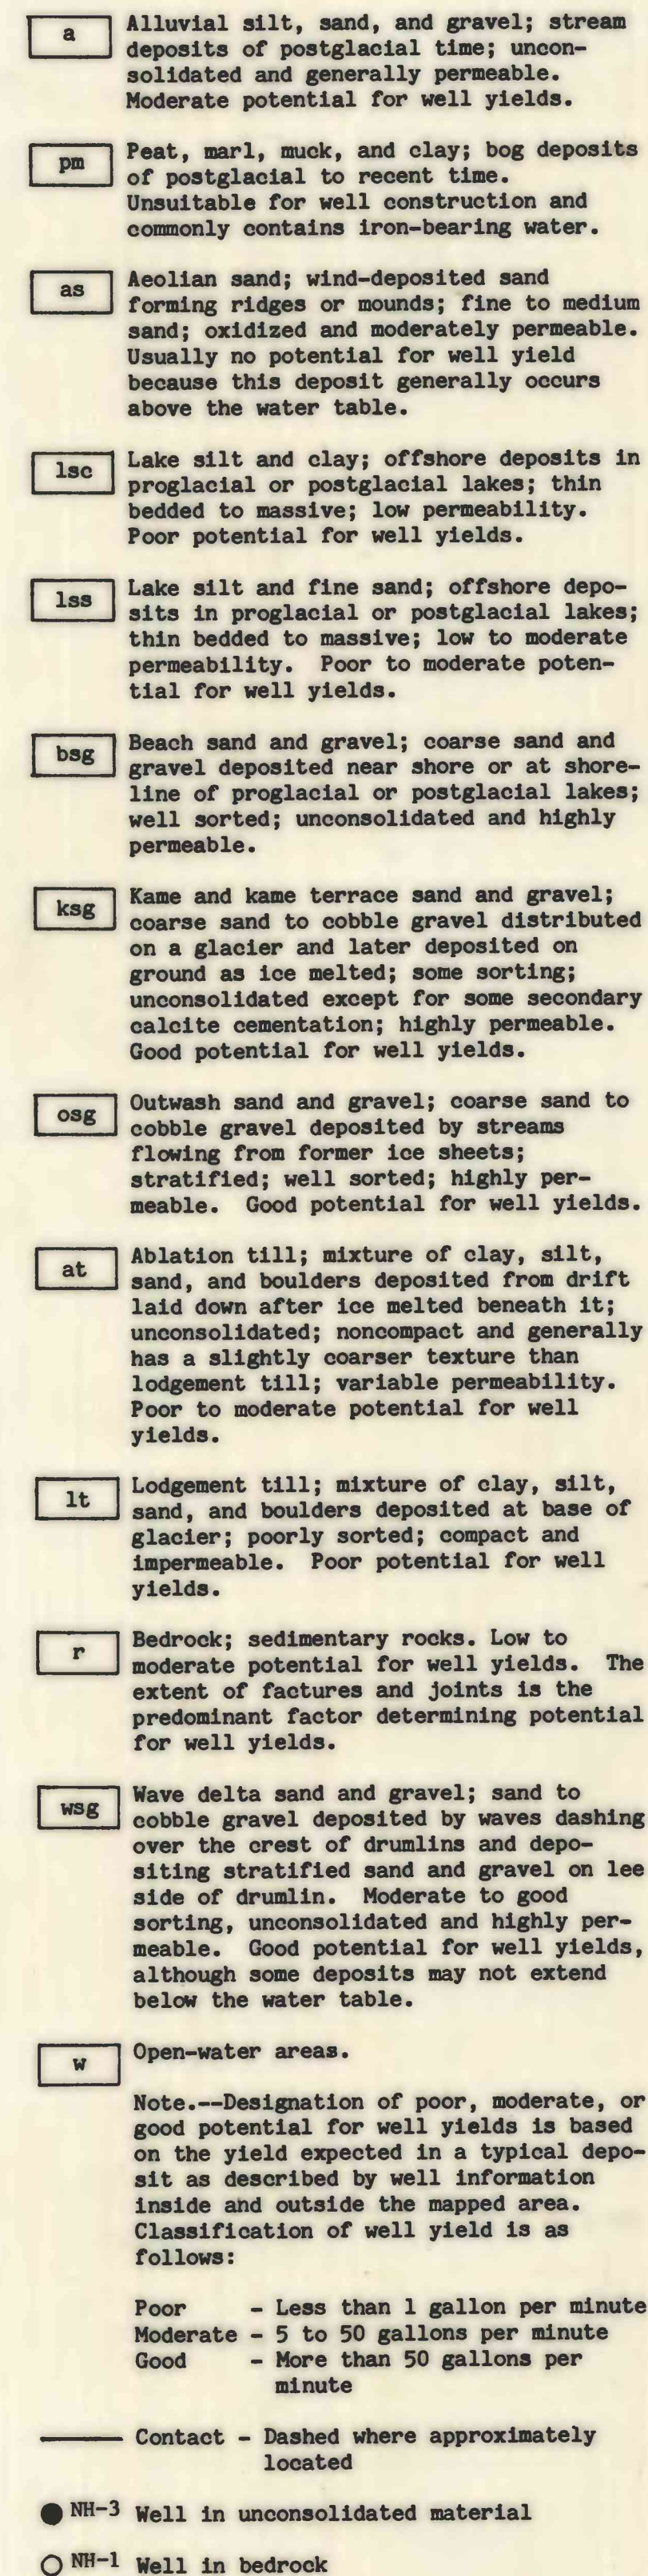 a Alluvial silt, sand, and gravel; stream
deposits of postglacial time; uncon-
solidated and generally permeable.
Moderate potential for well yields.
pm Peat, marl, muck, and clay; bog deposits
of postglacial to recent time.
Unsuitable for well construction and
commonly contains iron-bearing water.
as Aeolian sand; wind-deposited sand
forming ridges or mounds; fine to medium
sand; oxidized and moderately permeable.
Usually no potential for well yield
because this deposit generally occurs
above the water table.
lsc Lake silt and clay; offshore deposits in
proglacial or postglacial lakes; thin
bedded to massive; low permeability.
Poor potential for well yields.
lss Lake silt and fine sand; offshore depo-
sits in proglacial or postglacial lakes;
thin bedded to massive; low to moderate
permeability. Poor to moderate poten-
tial for well yields.
bsg Beach sand and gravel; coarse sand and
gravel deposited near shore or at shore-
line of proglacial or postglacial lakes;
well sorted; unconsolidated and highly
permeable.
ksg Kame and kame terrace sand and gravel;
coarse sand to cobble gravel distributed
on a glacier and later deposited on
ground as ice melted; some sorting;
unconsolidated except for some secondary
calcite cementation; highly permeable.
Good potential for well yields.
osg Outwash sand and gravel; coarse sand to
cobble gravel deposited by streams
flowing from former ice sheets;
stratified; well sorted; highly per-
meable. Good potential for well yields.
at Ablation till; mixture of clay, silt,
sand, and boulders deposited from drift
laid down after ice melted beneath it;
unconsolidated; noncompact and generally
has a slightly coarser texture than
lodgement till; variable permeability.
Poor to moderate potential for well
yields.
lt Lodgement till; mixture of clay, silt,
sand, and boulders deposited at base of
glacier; poorly sorted; compact and
impermeable. Poor potential for well
yields.
r Bedrock; sedimentary rocks. Low to
moderate potential for well yields. The
extent of factures and joints is the
predominant factor determining potential
for well yields.
wsg Wave delta sand and gravel; sand to
cobble gravel deposited by waves dashing
over the crest of drumlins and depo-
siting stratified sand and gravel on lee
side of drumlin. Moderate to good
sorting, unconsolidated and highly per-
meable. Good potential for well yields,
although some deposits may not extend
below the water table.
w Open-water areas.
Note.--Designation of poor, moderate, or
good potential for well yields is based
on the yield expected in a typical depo-
sit as described by well information
inside and outside the mapped area.
Classification of well yield is as
follows:
Poor - Less than 1 gallon per minute
Moderate - 5 to 50 gallons per minute
Good - More than 50 gallons per
minute
Contact - Dashed where approximately
located
NH-3 Well in unconsolidated material
NH-1 Well in bedrock